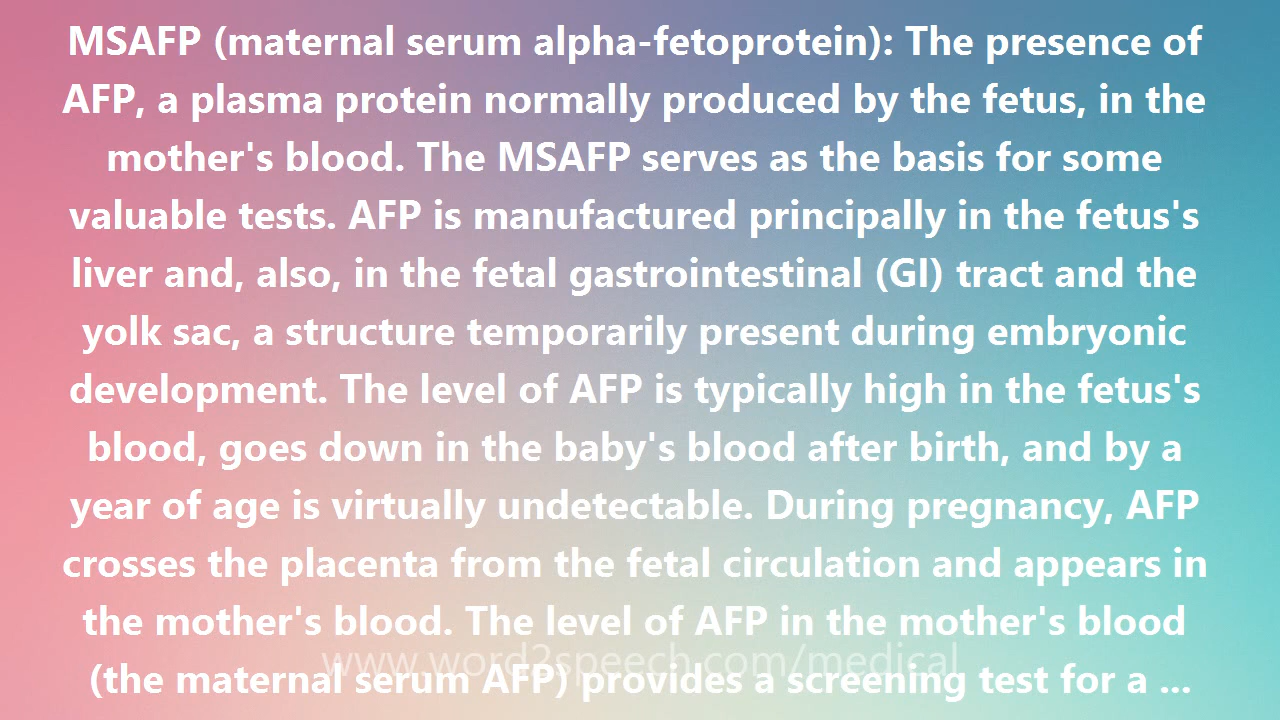 MSAFP (maternal serum alpha-fetoprotein): The presence of
AFP, a plasma protein normally produced by the fetus, in the
mother's blood. The MSAFP serves as the basis for some
valuable tests. AFP is manufactured principally in the fetus's
liver and, also, in the fetal gastrointestinal (GI) tract and the
yolk sac, a structure temporarily present during embryonic
development. The level of AFP is typically high in the fetus's
blood, goes down in the baby's blood after birth, and by a
year of age is virtually undetectable. During pregnancy, AFP
crosses the placenta from the fetal circulation and appears in
the mother's blood. The level of AFP in the mother's blood
www.word2speech.com/medical
(the maternal serum AFP) provides a screening test for a ...